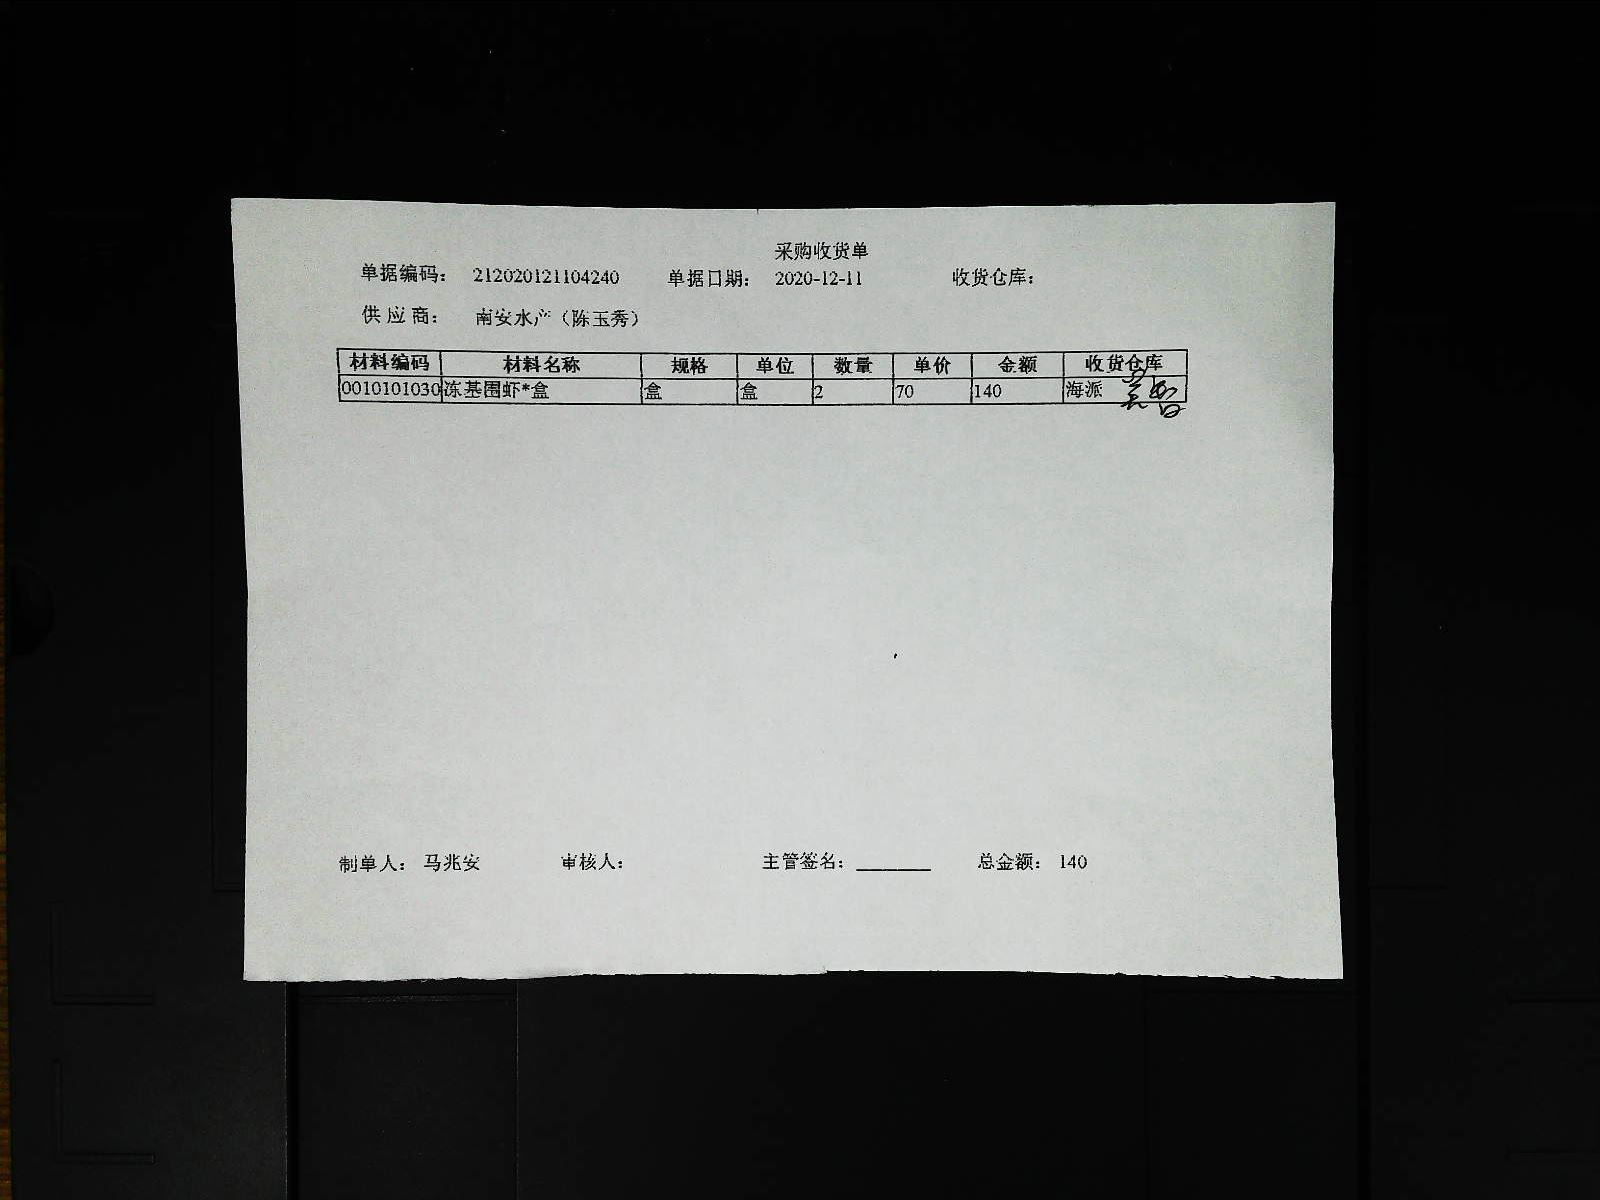 采购收货单
单据编码： 212020121104240 单据日期： 2020-12-11 收货仓库：
供应商： 南安水产（陈玉秀）
材料编码 材料名称 规格 单位 数量 单价 金额 收货仓库
0010101030 冻基围虾*盒 盒 盒 2 70 140 海派
制单人： 马兆安 审核人： 主管签名： ________ 总金额： 140